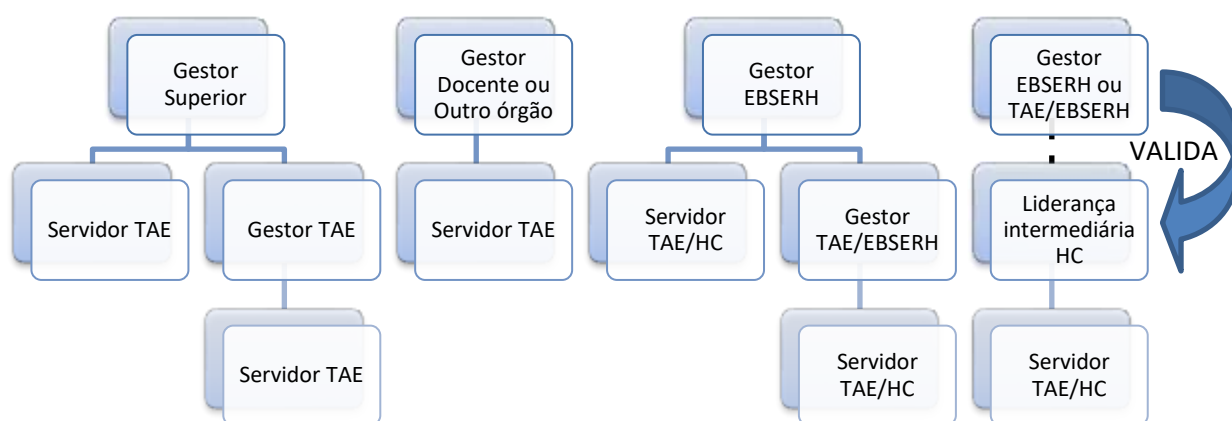 Gestor
Superior
Gestor
Docente ou
Outro órgão
Gestor
EBSERH
Gestor
EBSERH ou
TAE/EBSERH
VALIDA
Servidor TAE
Gestor TAE
Servidor TAE
Servidor
TAE/HC
Gestor
TAE/EBSERH
Liderança
intermediária
HC
Servidor TAE
Servidor
TAE/HC
Servidor
TAE/HC